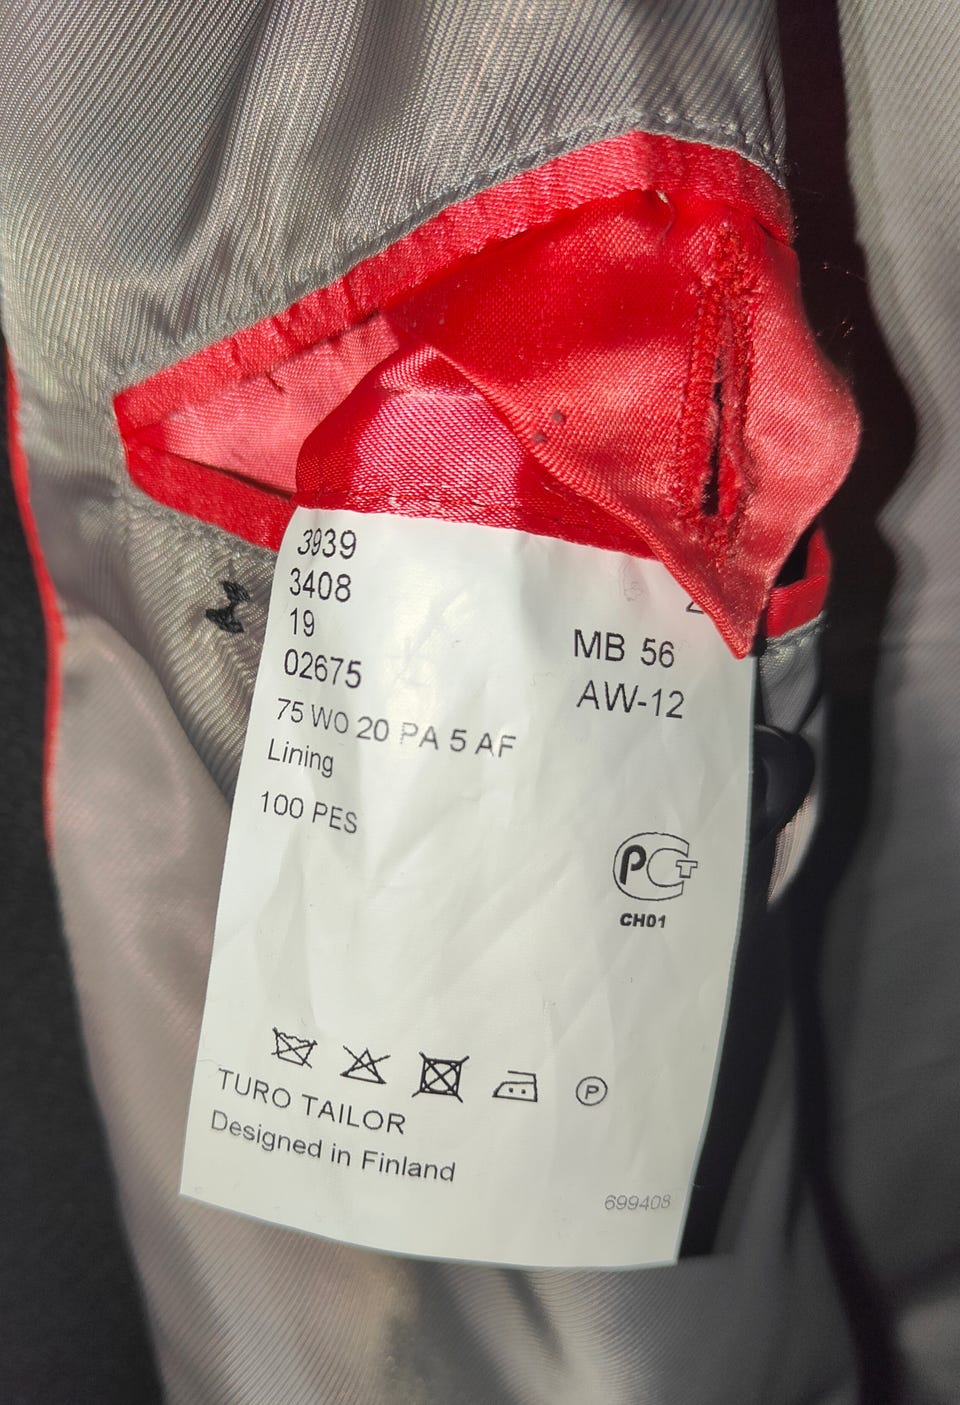 3939
3408
19
02675
MB 56
AW-12
75 WO 20 PA 5 AF
Lining
100 PES
РСТ
CH01
P
TURO TAILOR
Designed in Finland
699408